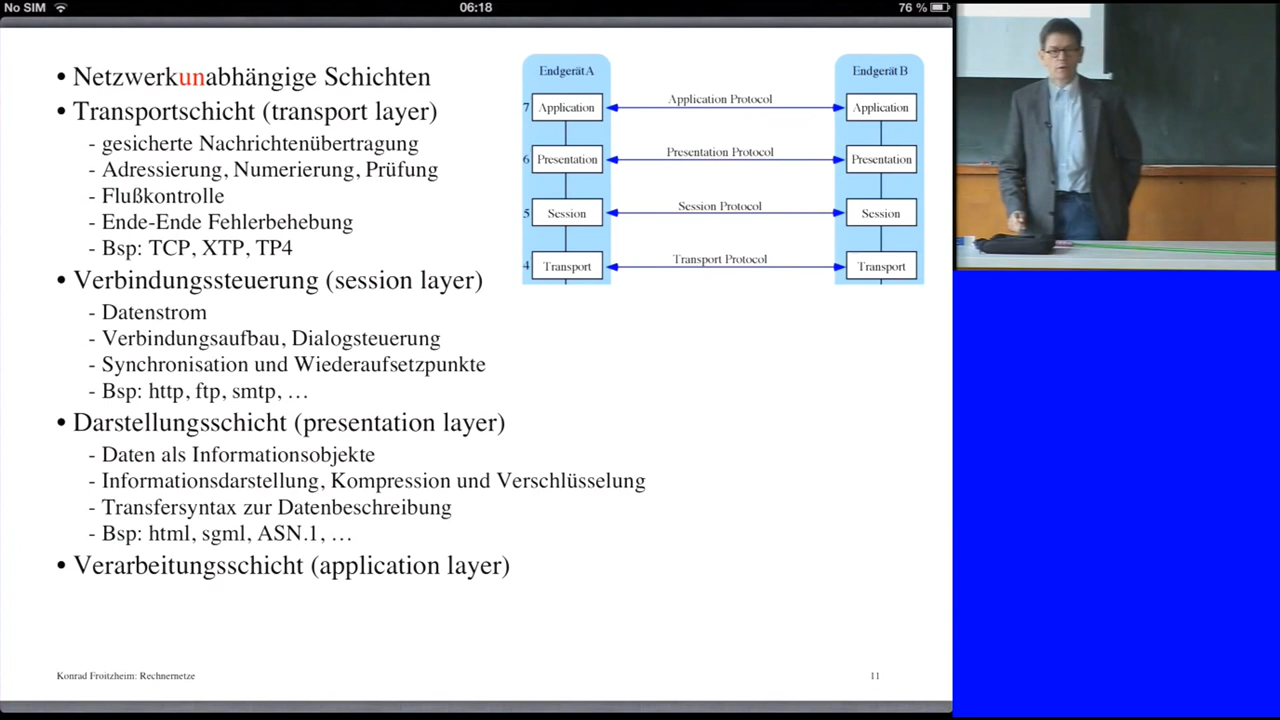 No SIM 06:18 76 %
• Netzwerkunabhängige Schichten
• Transportschicht (transport layer)
- gesicherte Nachrichtenübertragung
- Adressierung, Numerierung, Prüfung
- Flußkontrolle
- Ende-Ende Fehlerbehebung
- Bsp: TCP, XTP, TP4
• Verbindungssteuerung (session layer)
- Datenstrom
- Verbindungsaufbau, Dialogsteuerung
- Synchronisation und Wiederaufsetzpunkte
- Bsp: http, ftp, smtp, …
• Darstellungsschicht (presentation layer)
- Daten als Informationsobjekte
- Informationsdarstellung, Kompression und Verschlüsselung
- Transfersyntax zur Datenbeschreibung
- Bsp: html, sgml, ASN.1, …
• Verarbeitungsschicht (application layer)
Endgerät A Endgerät B
7 Application Application Protocol Application
6 Presentation Presentation Protocol Presentation
5 Session Session Protocol Session
4 Transport Transport Protocol Transport
Konrad Froitzheim: Rechnernetze 11